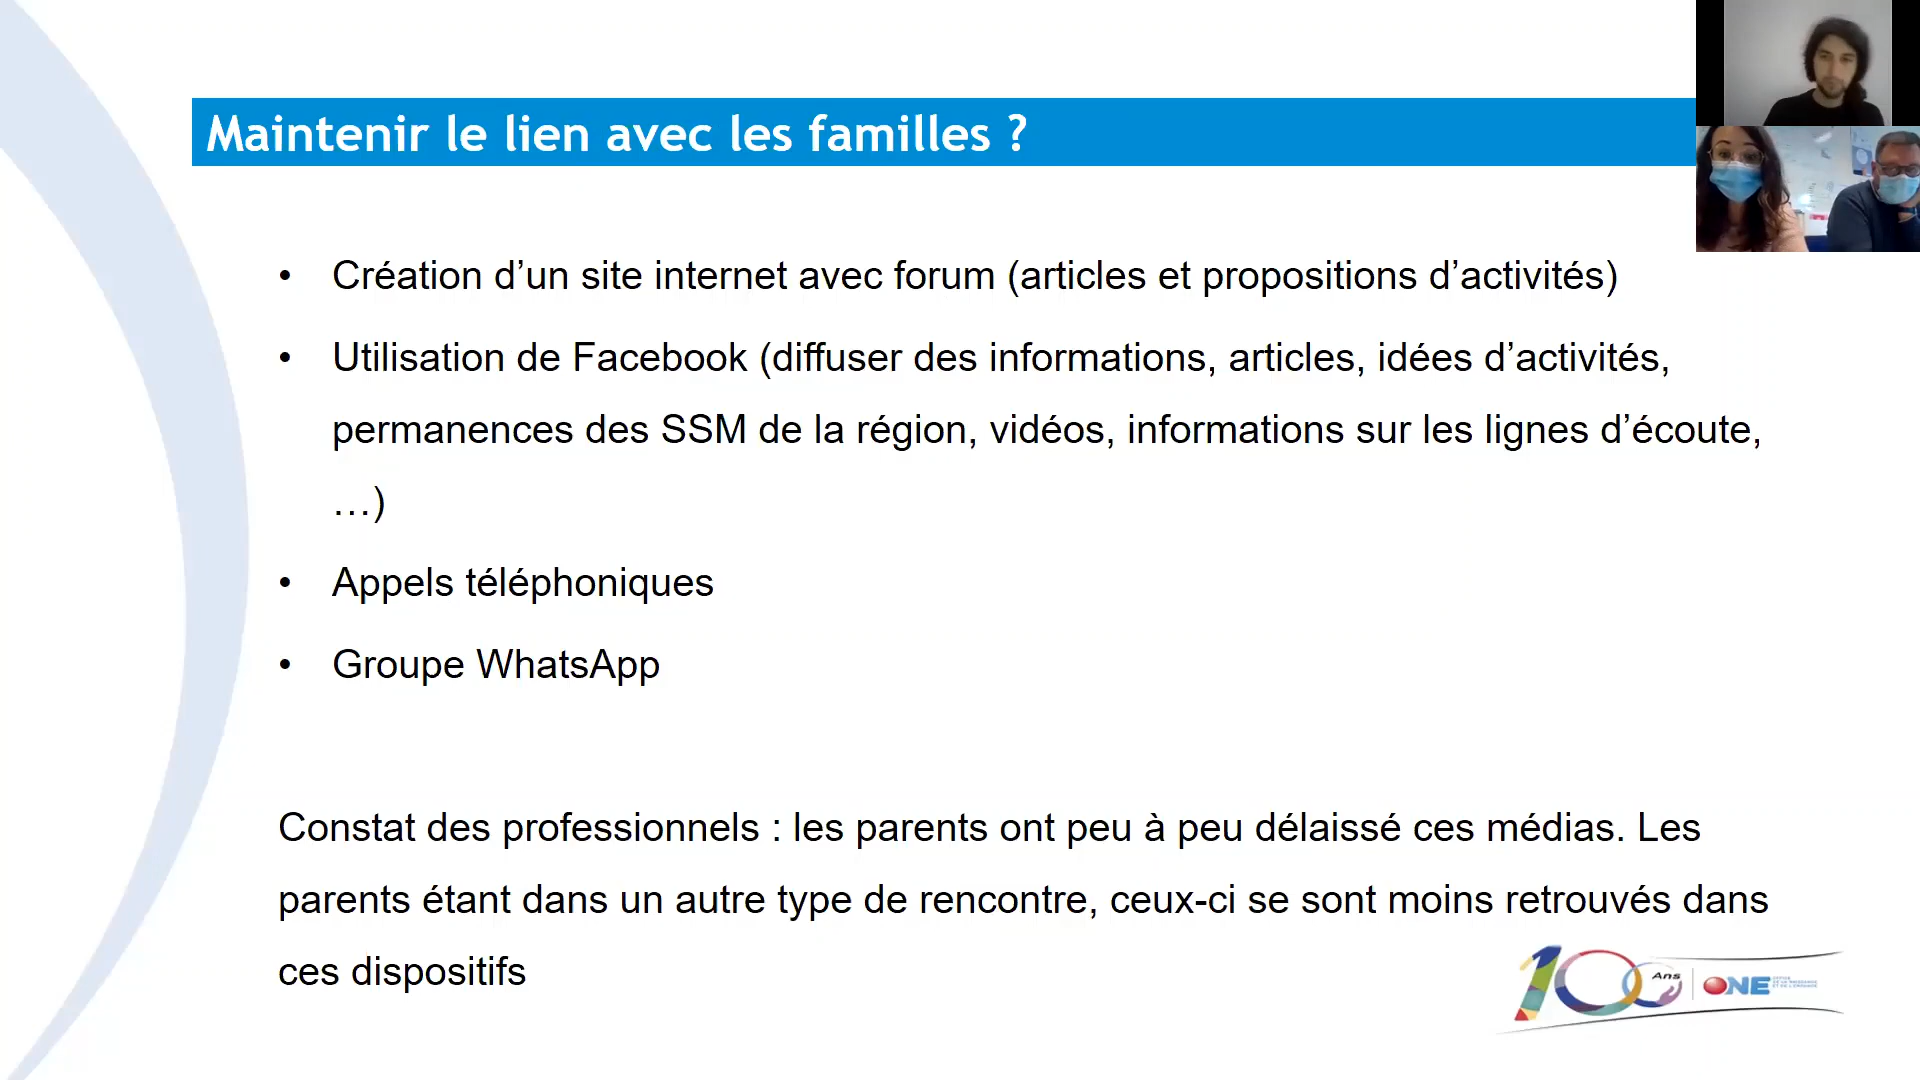 Maintenir le lien avec les familles ?
• Création d’un site internet avec forum (articles et propositions d’activités)
• Utilisation de Facebook (diffuser des informations, articles, idées d’activités,
permanences des SSM de la région, vidéos, informations sur les lignes d’écoute,
…)
• Appels téléphoniques
• Groupe WhatsApp
Constat des professionnels : les parents ont peu à peu délaissé ces médias. Les
parents étant dans un autre type de rencontre, ceux-ci se sont moins retrouvés dans
ces dispositifs
100 Ans
ONE